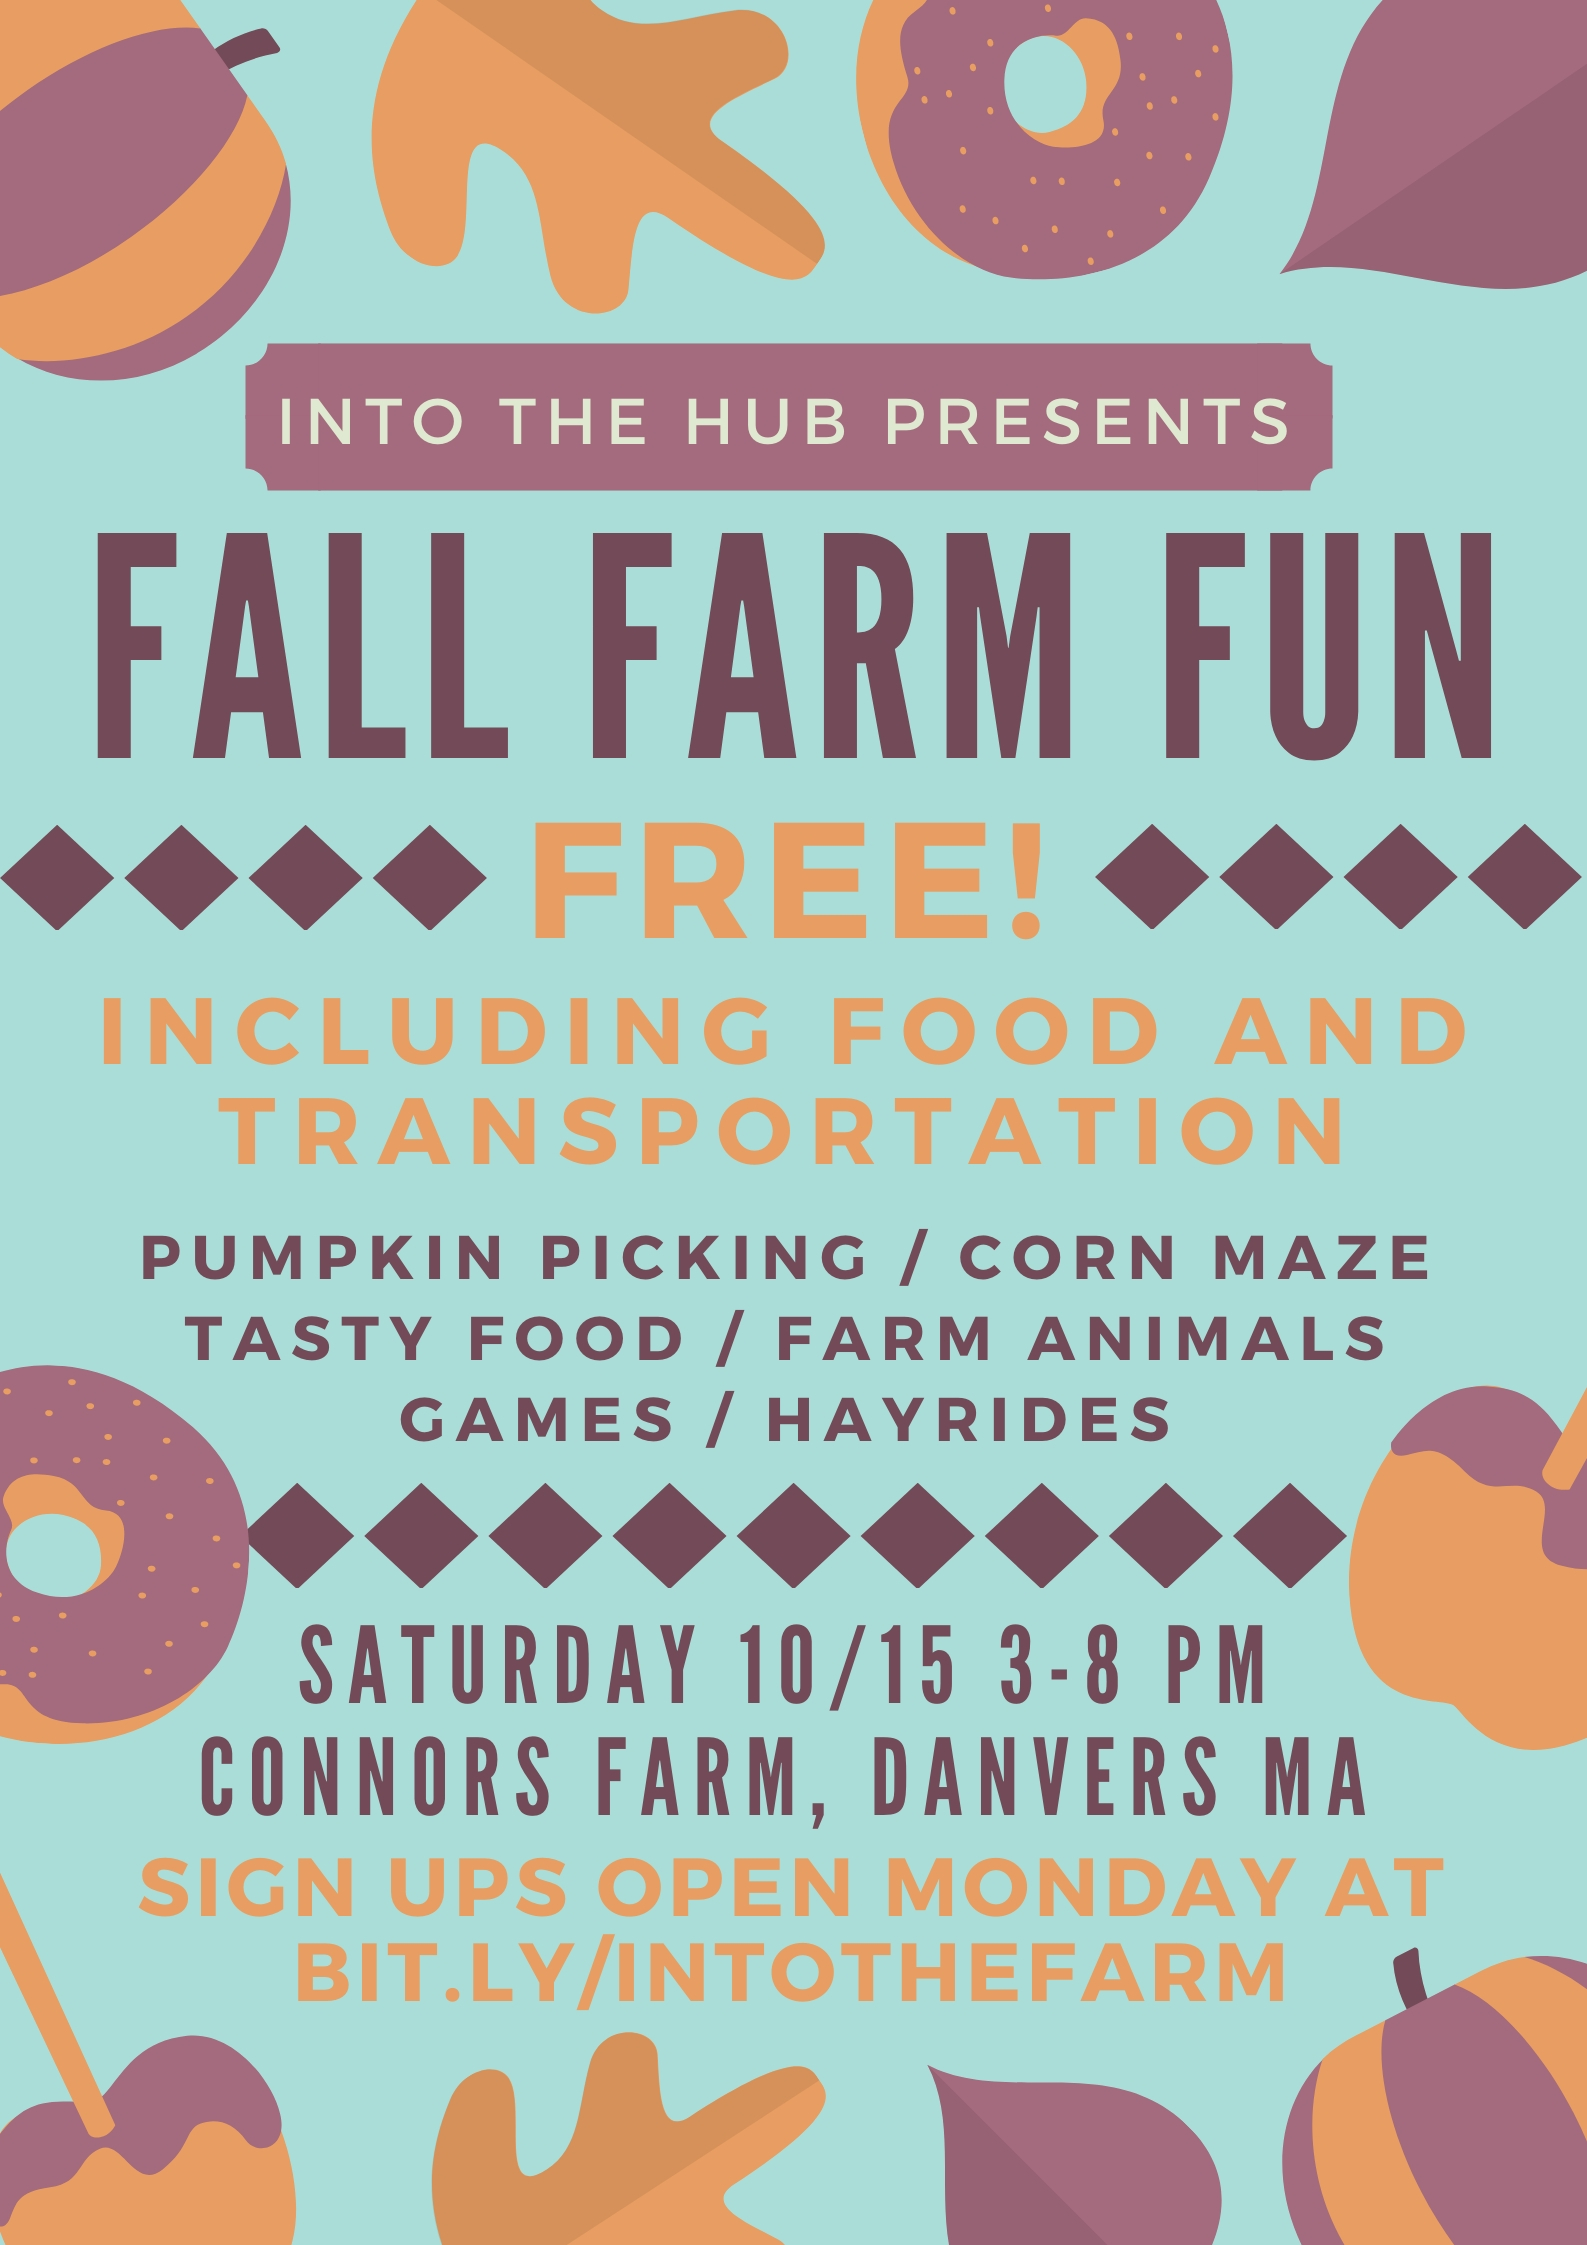 INTO THE HUB PRESENTS
FALL FARM FUN
FREE!
INCLUDING FOOD AND
TRANSPORTATION
PUMPKIN PICKING / CORN MAZE
TASTY FOOD / FARM ANIMALS
GAMES / HAYRIDES
SATURDAY 10/15 3-8 PM
CONNORS FARM, DANVERS MA
SIGN UPS OPEN MONDAY AT
BIT.LY/INTOTHEFARM